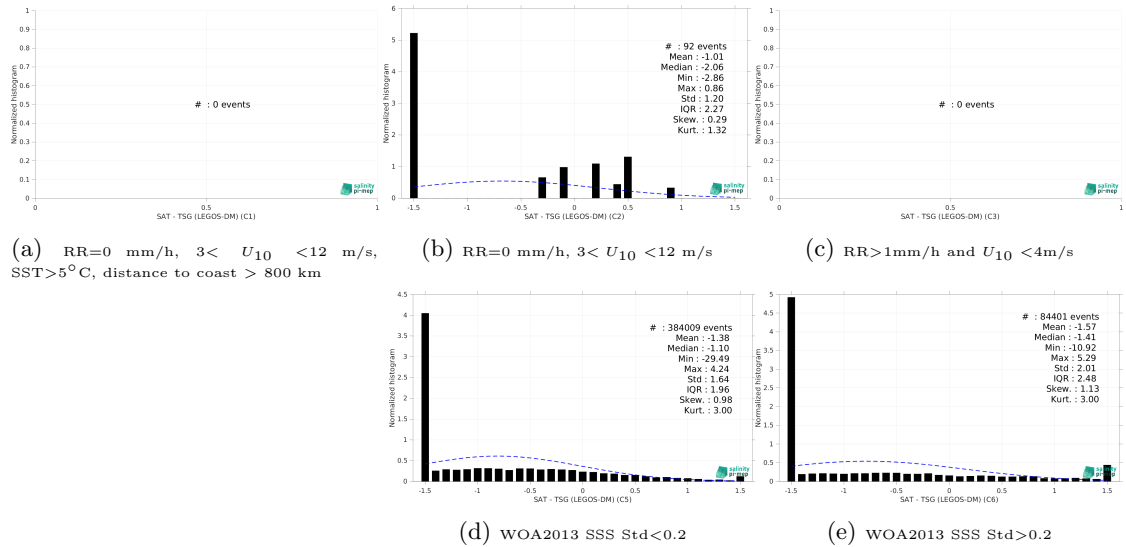 Normalized histogram
1
0.9
0.8
0.7
0.6
0.5
0.4
0.3
0.2
0.1
0
# : 0 events
salinity
pi-mep
0 0.5 1
SAT - TSG (LEGOS-DM) (C1)
(a) RR=0 mm/h, 3< U10 <12 m/s,
SST>5°C, distance to coast > 800 km
Normalized histogram
6
5
4
3
2
1
0
# : 92 events
Mean : -1.01
Median : -2.06
Min : -2.86
Max : 0.86
Std : 1.20
IQR : 2.27
Skew. : 0.29
Kurt. : 1.32
salinity
pi-mep
-1.5 -0.5 0 0.5 1.5
SAT - TSG (LEGOS-DM) (C2)
(b) RR=0 mm/h, 3< U10 <12 m/s
Normalized histogram
1
0.9
0.8
0.7
0.6
0.5
0.4
0.3
0.2
0.1
0
# : 0 events
salinity
pi-mep
0 0.5 1
SAT - TSG (LEGOS-DM) (C3)
(c) RR>1mm/h and U10 <4m/s
Normalized histogram
4.5
4
3.5
3
2.5
2
1.5
1
0.5
0
# : 384009 events
Mean : -1.38
Median : -1.10
Min : -29.49
Max : 4.24
Std : 1.64
IQR : 1.96
Skew. : 0.98
Kurt. : 3.00
salinity
pi-mep
-1.5 -1 -0.5 0 0.5 1 1.5
SAT - TSG (LEGOS-DM) (C5)
(d) WOA2013 SSS Std<0.2
Normalized histogram
5
4.5
4
3.5
3
2.5
2
1.5
1
0.5
0
# : 84401 events
Mean : -1.57
Median : -1.41
Min : -10.92
Max : 5.29
Std : 2.01
IQR : 2.48
Skew. : 1.13
Kurt. : 3.00
salinity
pi-mep
-1.5 -1 -0.5 0 0.5 1 1.5
SAT - TSG (LEGOS-DM) (C6)
(e) WOA2013 SSS Std>0.2